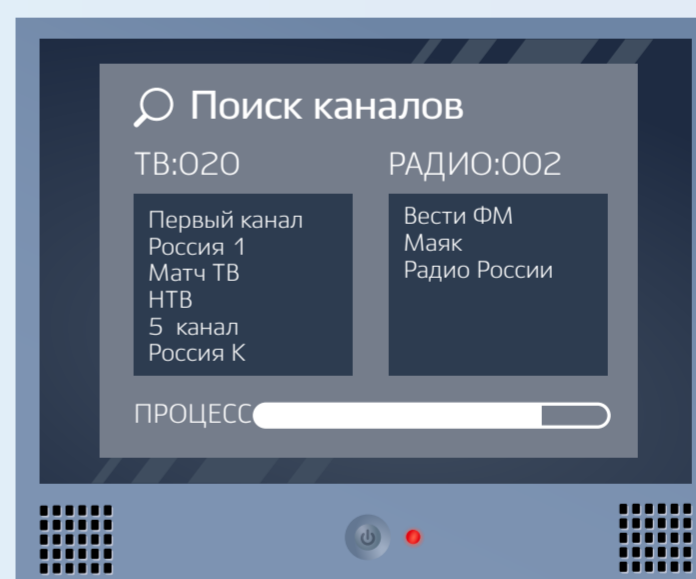 Поиск каналов
ТВ:020
Первый канал
Россия 1
Матч ТВ
НТВ
5 канал
Россия К
РАДИО:002
Вести ФМ
Маяк
Радио России
ПРОЦЕСС